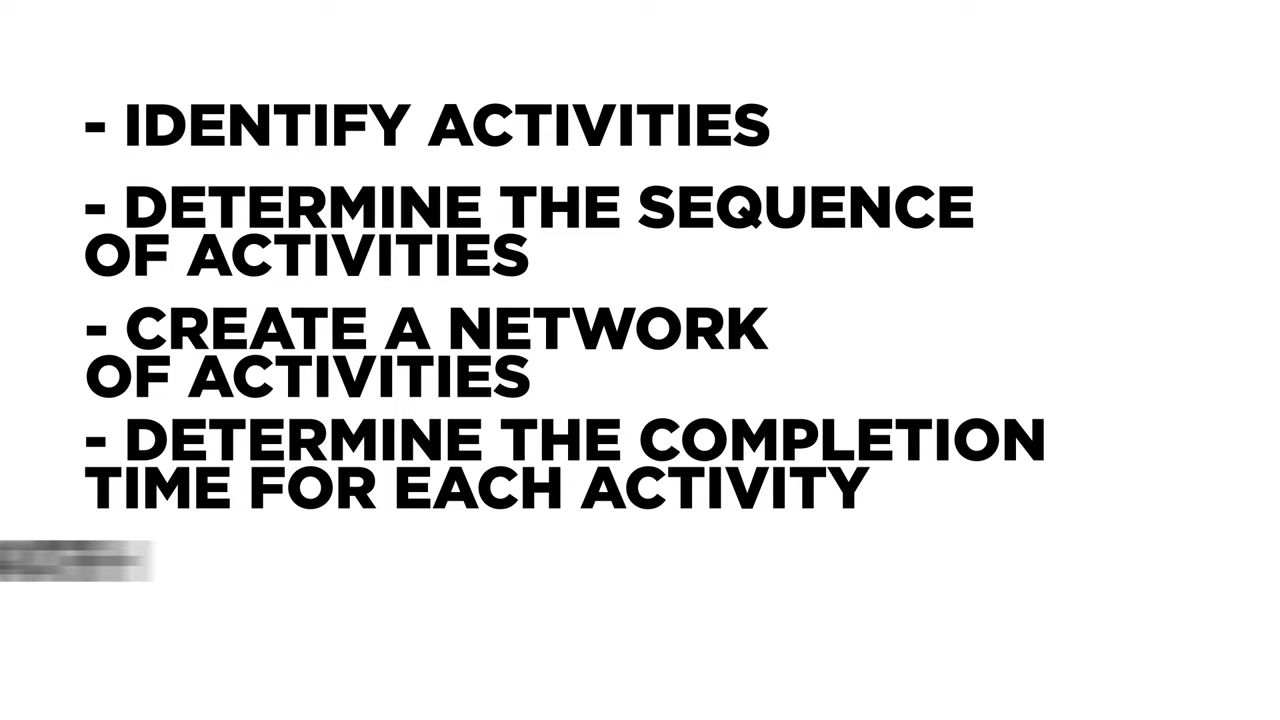 - IDENTIFY ACTIVITIES
- DETERMINE THE SEQUENCE
OF ACTIVITIES
- CREATE A NETWORK
OF ACTIVITIES
- DETERMINE THE COMPLETION
TIME FOR EACH ACTIVITY